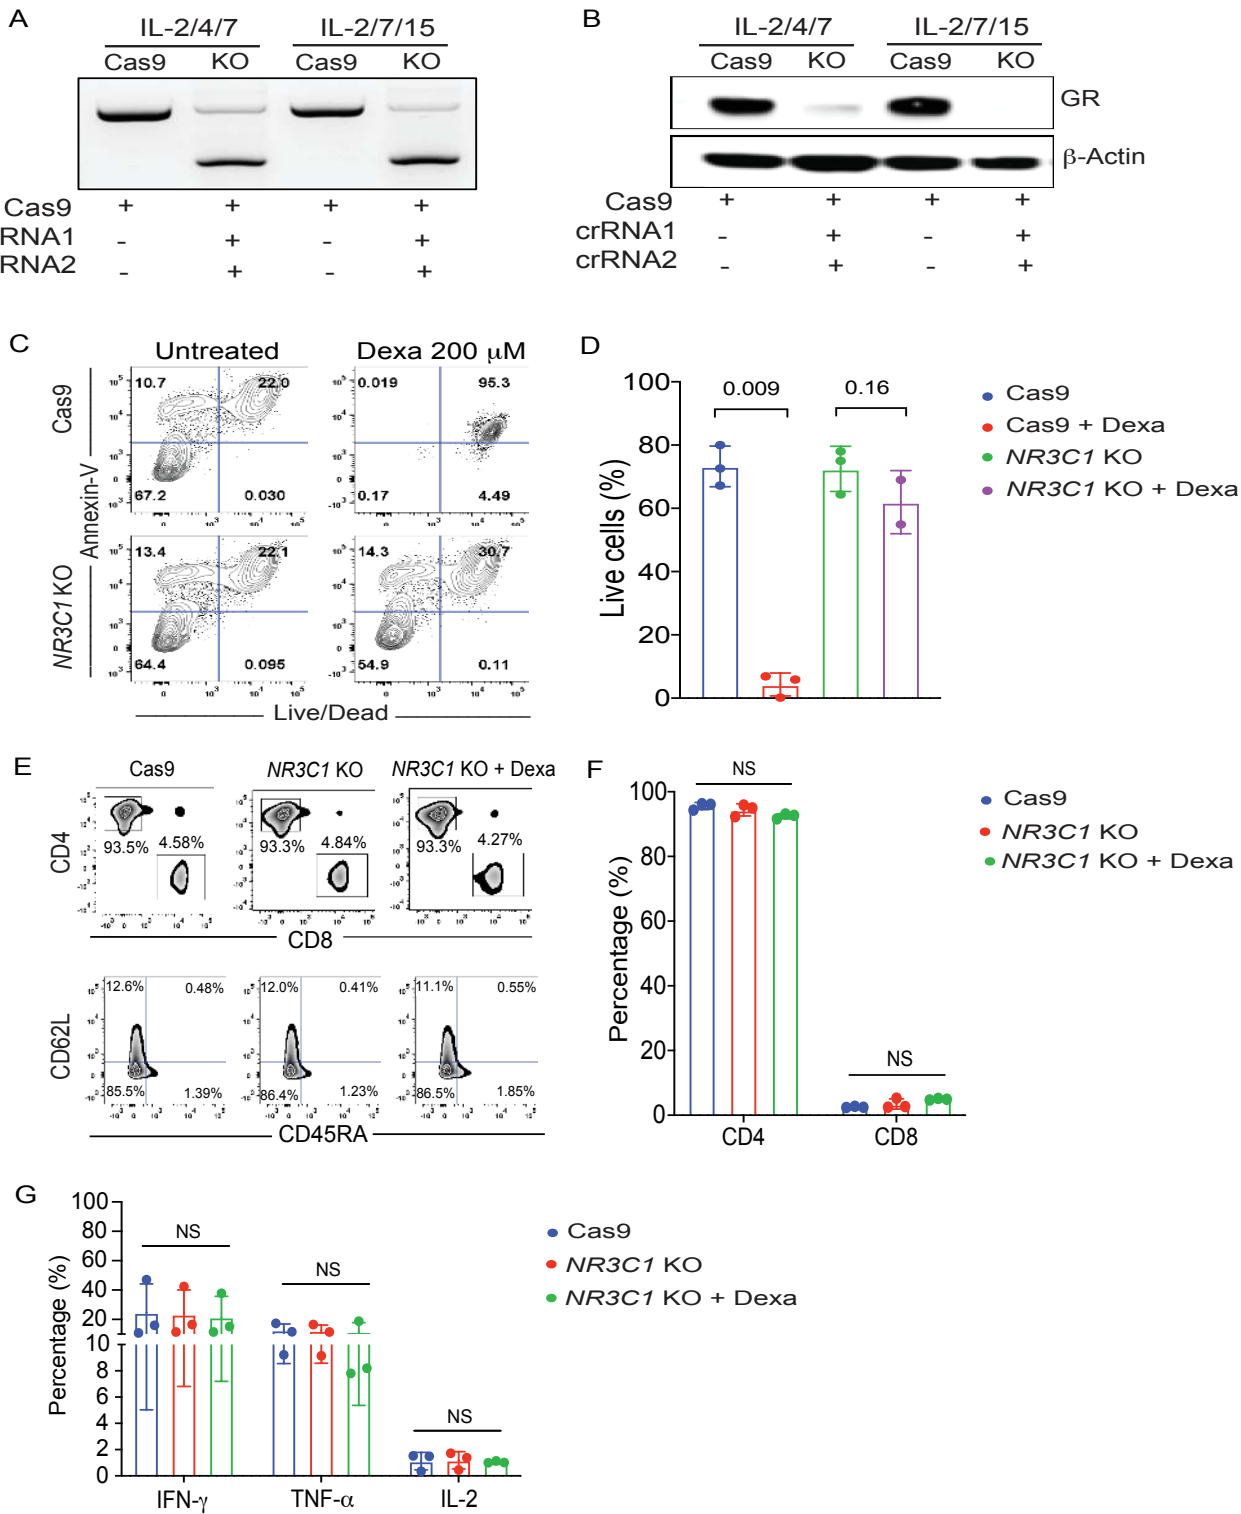 A
IL-2/4/7 IL-2/7/15
Cas9 KO Cas9 KO
Cas9 + + + +
RNA1 - + - +
RNA2 - + - +
B
IL-2/4/7 IL-2/7/15
Cas9 KO Cas9 KO
GR
β-Actin
Cas9 + + + +
crRNA1 - + - +
crRNA2 - + - +
C
Untreated Dexa 200 μM
Cas9
10.7 22.0
67.2 0.030
0.019 95.3
0.17 4.49
Annexin-V
NR3C1 KO
13.4 22.1
64.4 0.095
14.3 30.7
54.9 0.11
Live/Dead
D
Live cells (%)
100
80
60
40
20
0
0.009 0.16
Cas9
Cas9 + Dexa
NR3C1 KO
NR3C1 KO + Dexa
E
Cas9 NR3C1 KO NR3C1 KO + Dexa
CD4
93.5% 4.58%
93.3% 4.84%
93.3% 4.27%
CD8
CD62L
12.6% 0.48%
85.5% 1.39%
12.0% 0.41%
86.4% 1.23%
11.1% 0.55%
86.5% 1.85%
CD45RA
F
Percentage (%)
100
80
60
40
20
0
NS
NS
CD4 CD8
Cas9
NR3C1 KO
NR3C1 KO + Dexa
G
Percentage (%)
100
80
60
40
20
10
8
6
4
2
0
NS
NS
NS
IFN-γ TNF-α IL-2
Cas9
NR3C1 KO
NR3C1 KO + Dexa